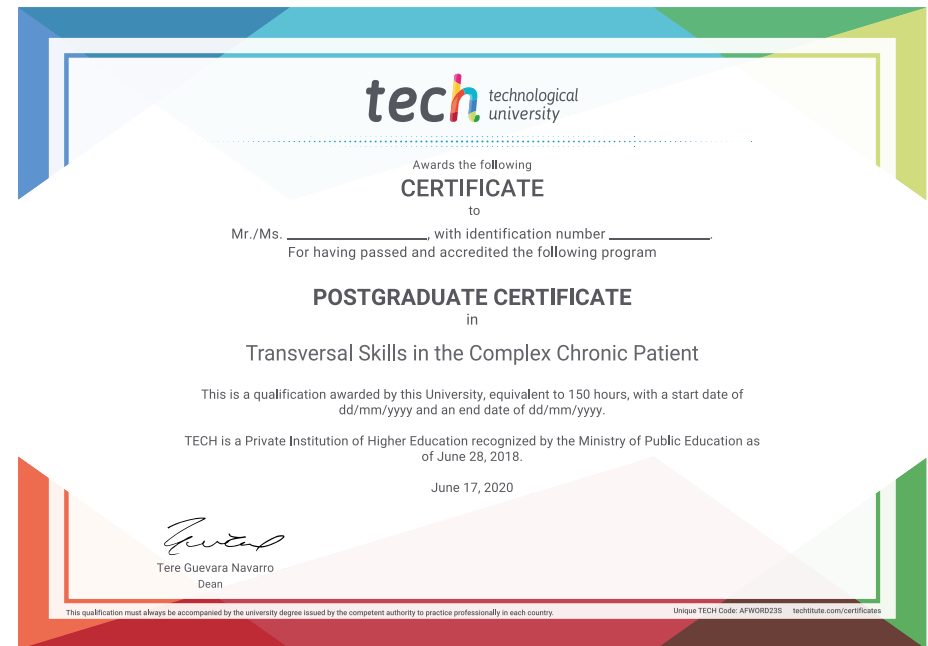 tech technological
university
Awards the following
CERTIFICATE
to
Mr./Ms. ____________________, with identification number ______________.
For having passed and accredited the following program
POSTGRADUATE CERTIFICATE
in
Transversal Skills in the Complex Chronic Patient
This is a qualification awarded by this University, equivalent to 150 hours, with a start date of
dd/mm/yyyy and an end date of dd/mm/yyyy.
TECH is a Private Institution of Higher Education recognized by the Ministry of Public Education as
of June 28, 2018.
June 17, 2020
Tere Guevara Navarro
Dean
This qualification must always be accompanied by the university degree issued by the competent authority to practice professionally in each country.
Unique TECH Code: AFWORD23S techtitute.com/certificates